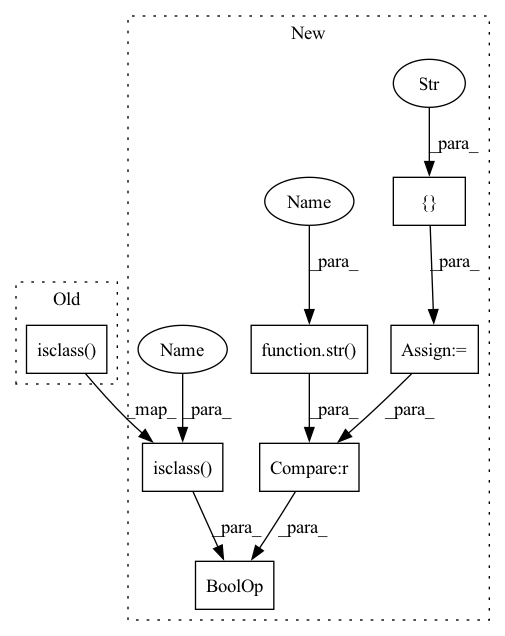 New
Str
_para_
Name
{}
_para_
_para_
Old
isclass()
Name
function.str()
Assign:=
_map_
_para_
_para_
_para_
isclass()
Compare:r
_para_
_para_
BoolOp